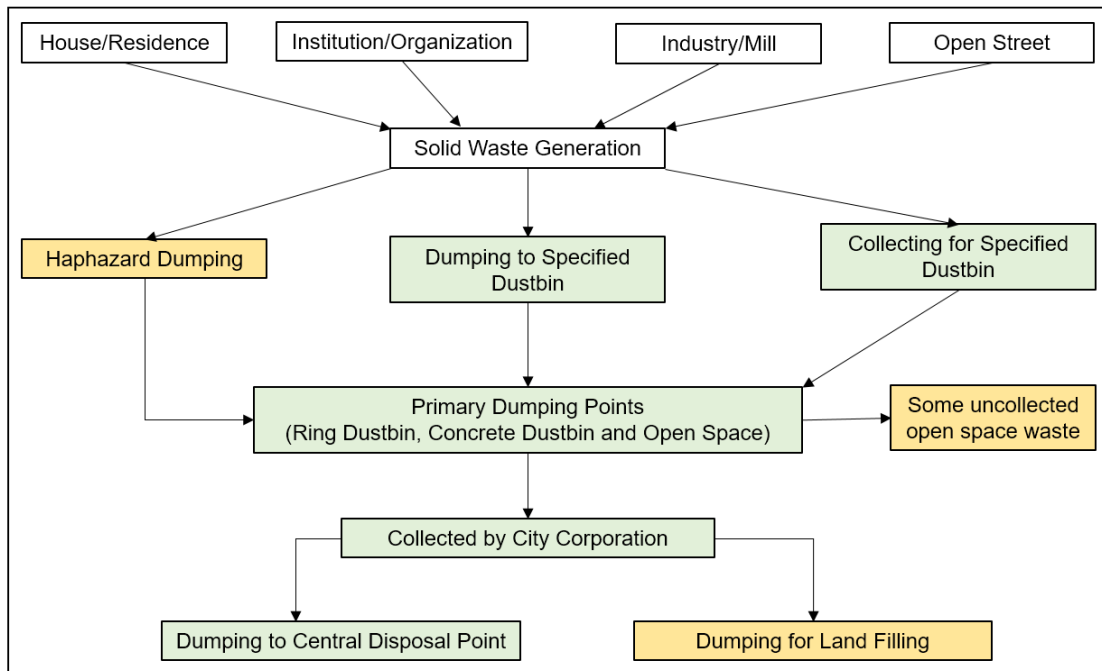 House/Residence
Institution/Organization
Industry/Mill
Open Street
Solid Waste Generation
Haphazard Dumping
Dumping to Specified
Dustbin
Collecting for Specified
Dustbin
Primary Dumping Points
(Ring Dustbin, Concrete Dustbin and Open Space)
Some uncollected
open space waste
Collected by City Corporation
Dumping to Central Disposal Point
Dumping for Land Filling